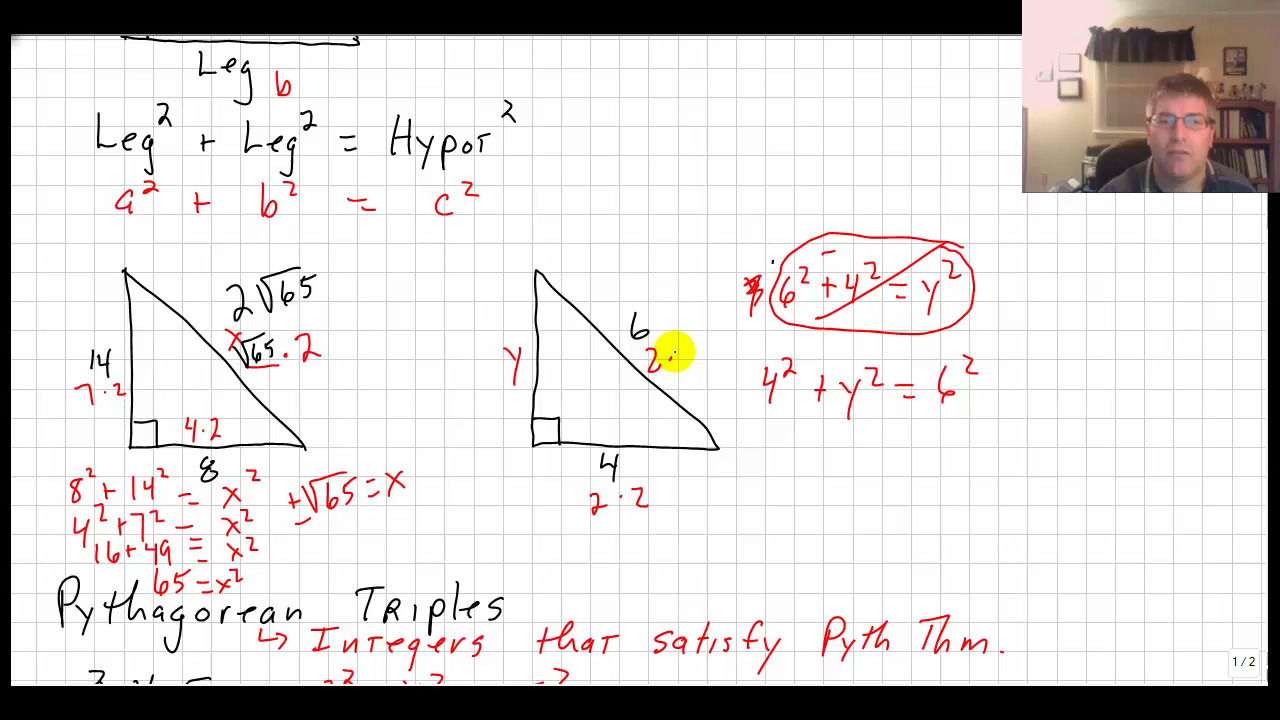 Leg b
Leg² + Leg² = Hypot²
a² + b² = c²
2√65
x
√65 · 2
14
7 · 2
4 · 2
8
8² + 14² = x²
4² + 7² = x²
16 + 49 = x²
65 = x²
±√65 = x
6
2 ·
y
4
2 · 2
6² + 4² = y²
4² + y² = 6²
Pythagorean Triples
↳ Integers that satisfy Pyth Thm.
1 / 2